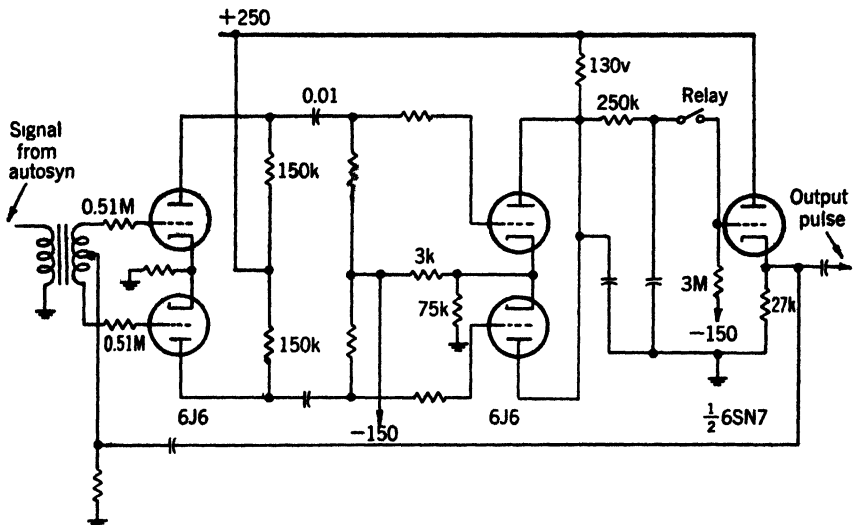 +250
130v
0.01
250k
Relay
Signal
from
autosyn
150k
0.51M
Output
pulse
3k
75k
3M
27k
0.51M
150k
-150
6J6
-150
6J6
1/2 6SN7